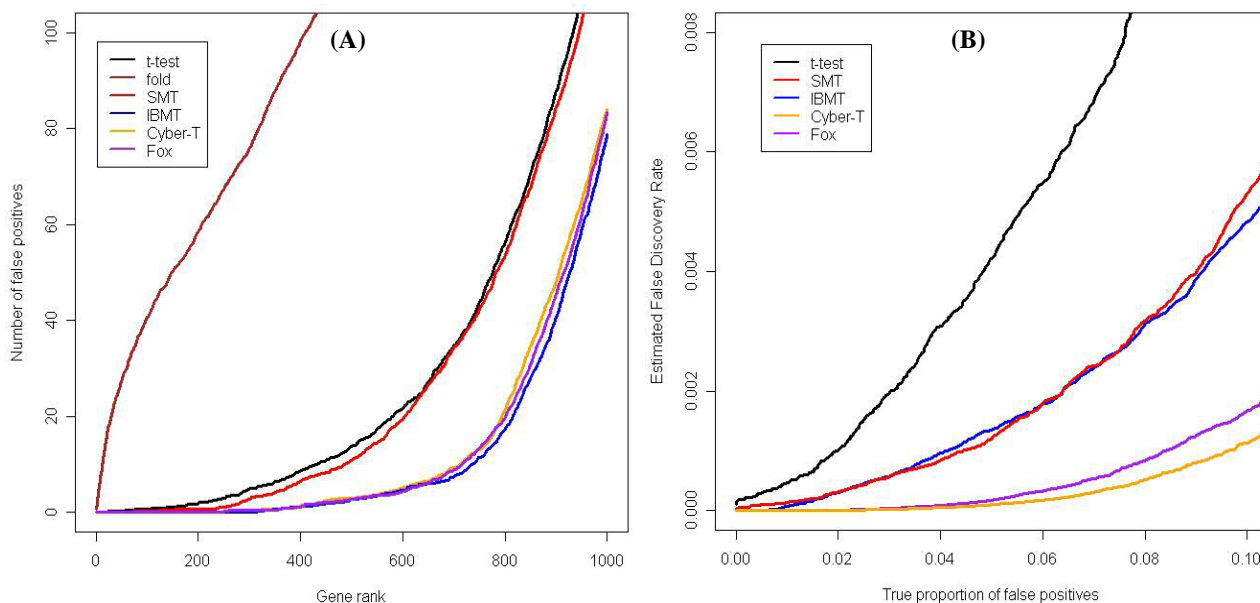 (A)
t-test
fold
SMT
IBMT
Cyber-T
Fox
Number of false positives
0 20 40 60 80 100
0 200 400 600 800 1000
Gene rank
(B)
t-test
SMT
IBMT
Cyber-T
Fox
Estimated False Discovery Rate
0.000 0.002 0.004 0.006 0.008
0.00 0.02 0.04 0.06 0.08 0.10
True proportion of false positives